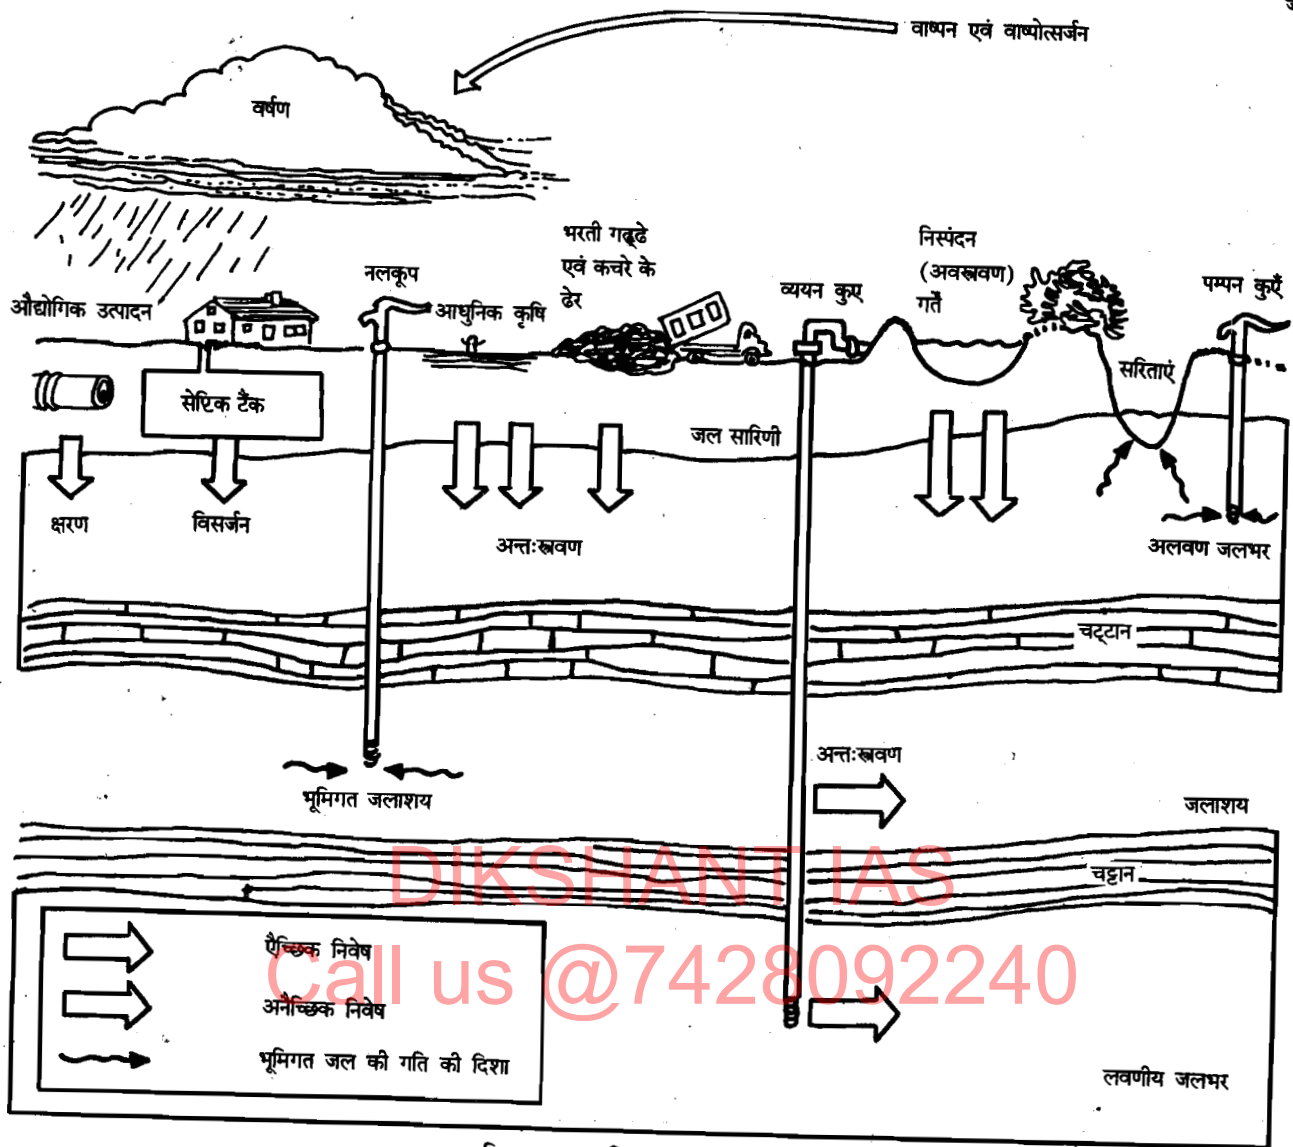 वाष्पन एवं वाष्पोत्सर्जन
वर्षण
औद्योगिक उत्पादन
नलकूप
आधुनिक कृषि
भरती गढ्ढे
एवं कचरे के
ढेर
व्ययन कुए
निस्पंदन
(अवस्त्रवण)
गर्तें
पम्पन कुएँ
सेप्टिक टैंक
सरिताएं
जल सारिणी
क्षरण
विसर्जन
अन्तःस्त्रवण
अलवण जलभर
चट्टान
अन्तःस्त्रवण
भूमिगत जलाशय
जलाशय
चट्टान
DIKSHANT IAS
Call us @7428092240
ऐच्छिक निवेष
अनैच्छिक निवेष
भूमिगत जल की गति की दिशा
लवणीय जलभर